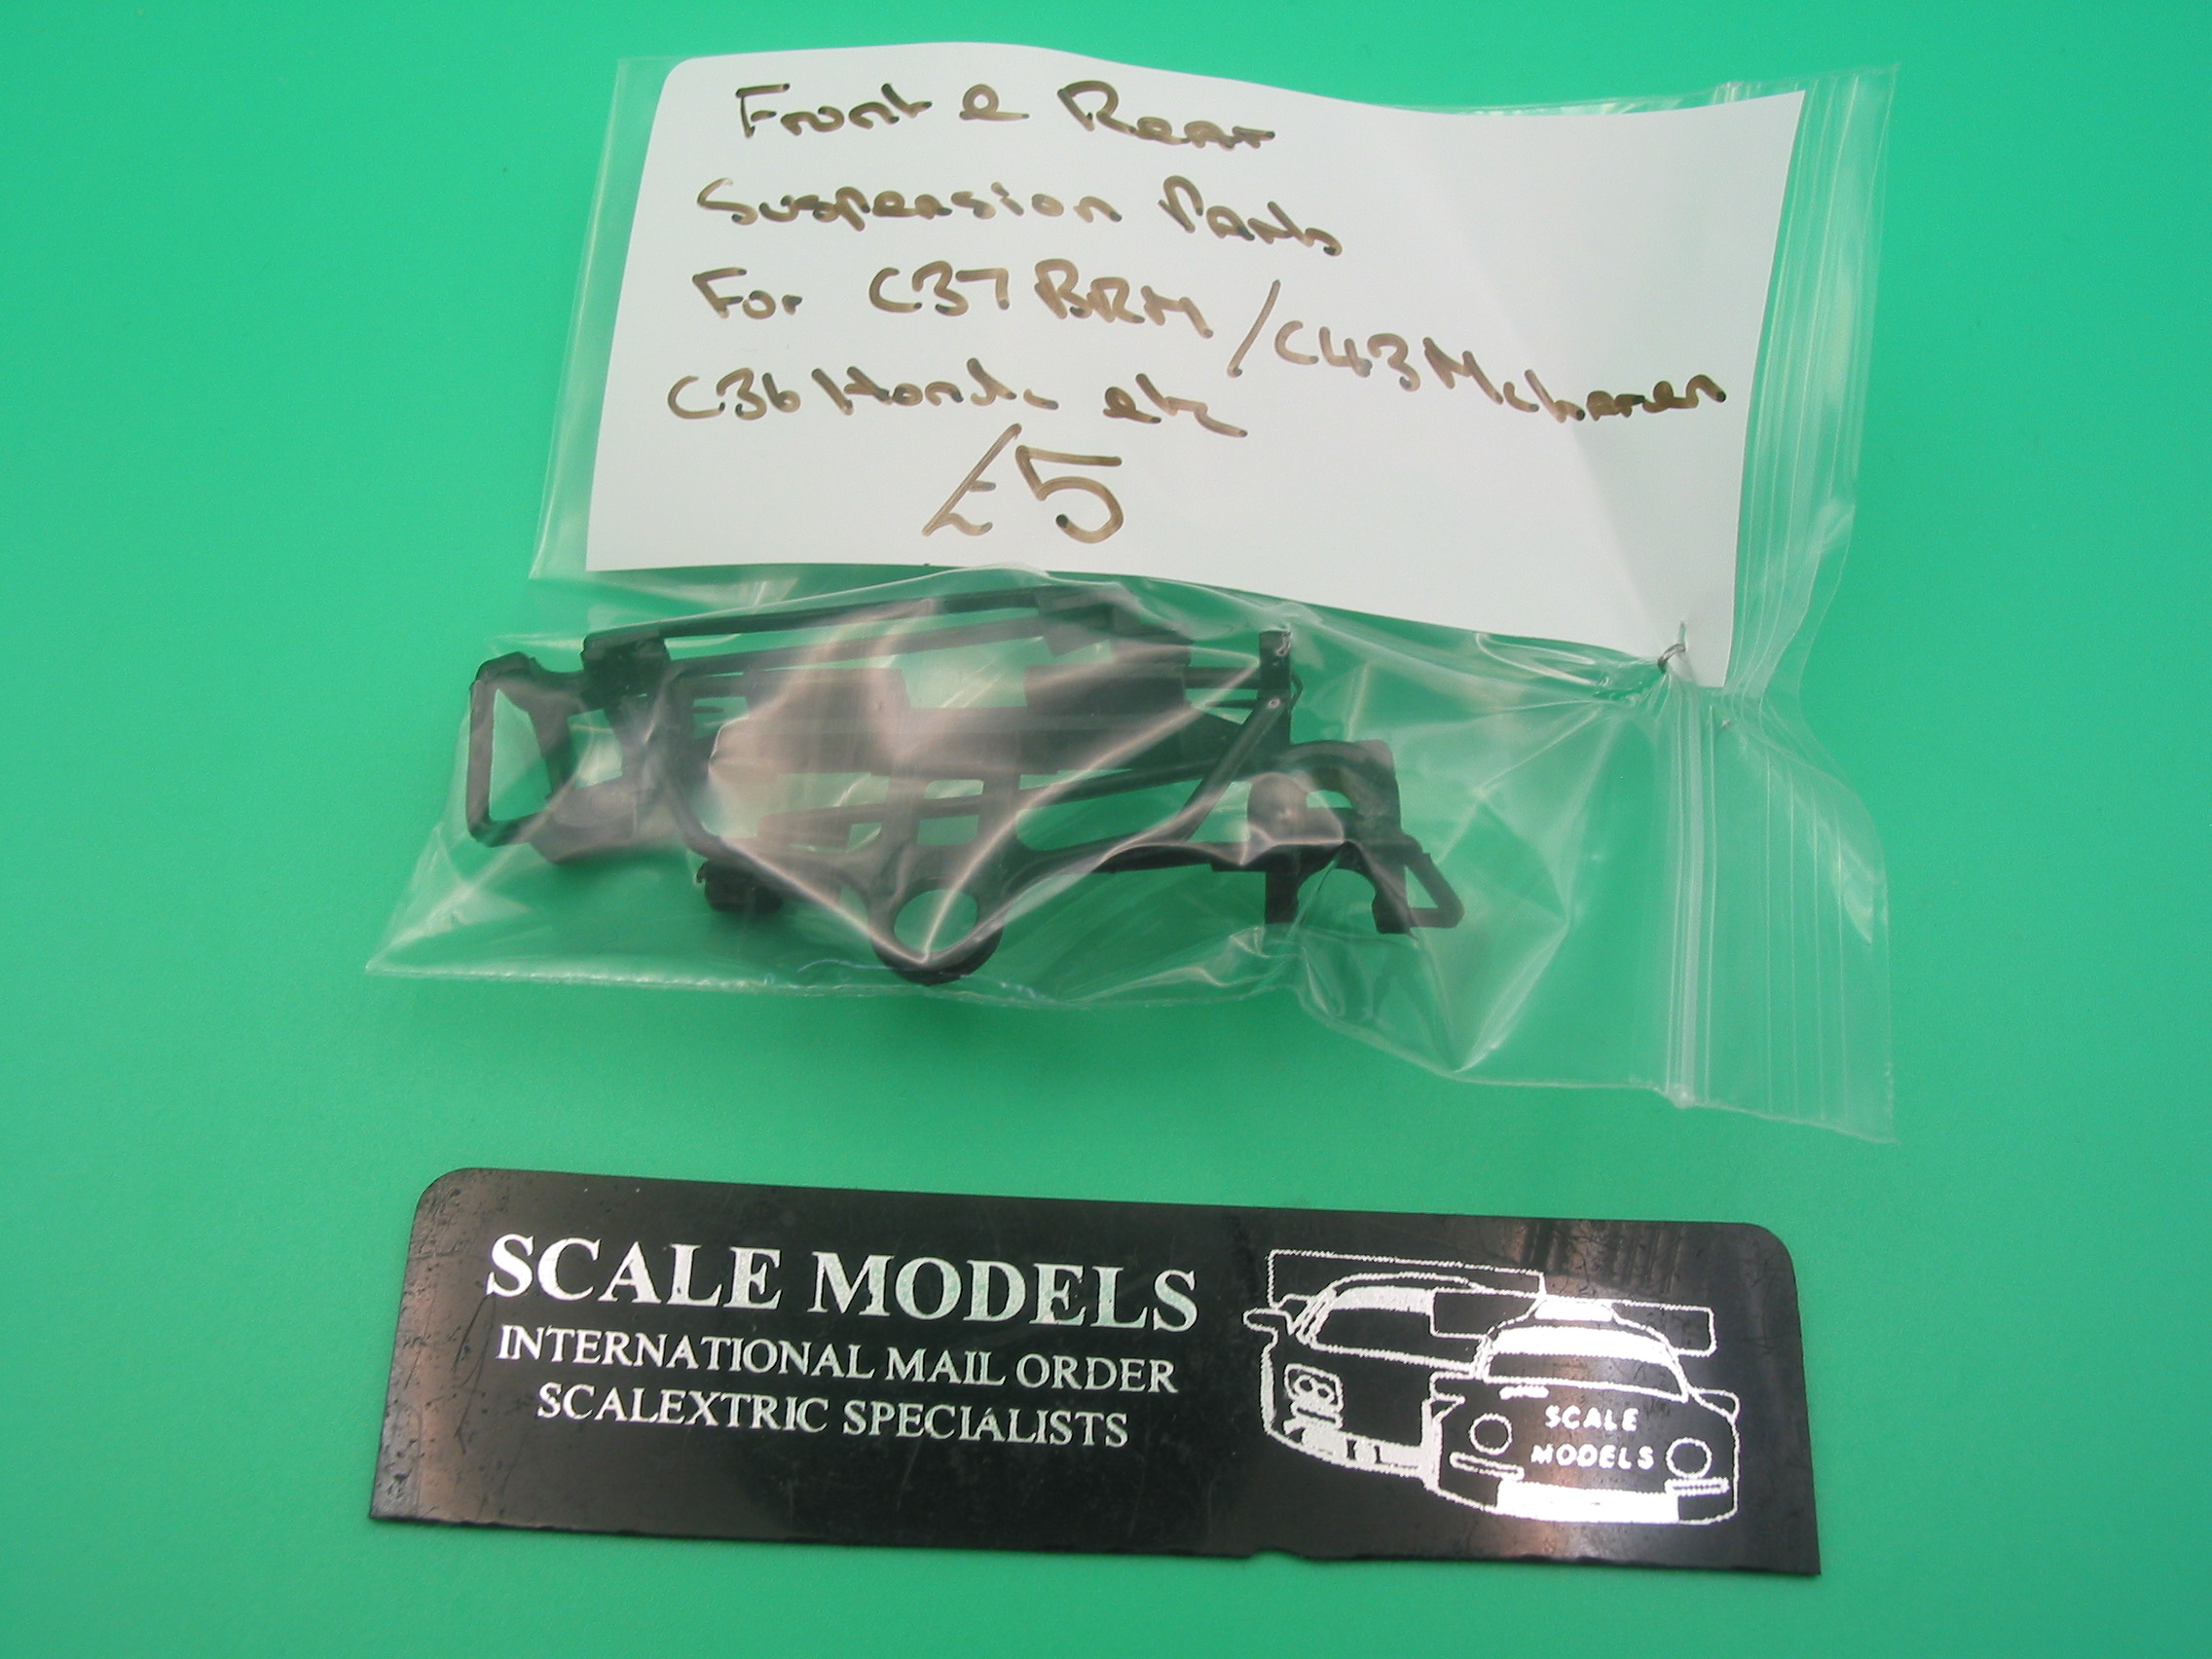 Front & Rear
Suspension Parts
For C37 BRM / C43 McLaren
C36 Honda etc
£5
SCALE MODELS
INTERNATIONAL MAIL ORDER
SCALEXTRIC SPECIALISTS
SCALE
MODELS